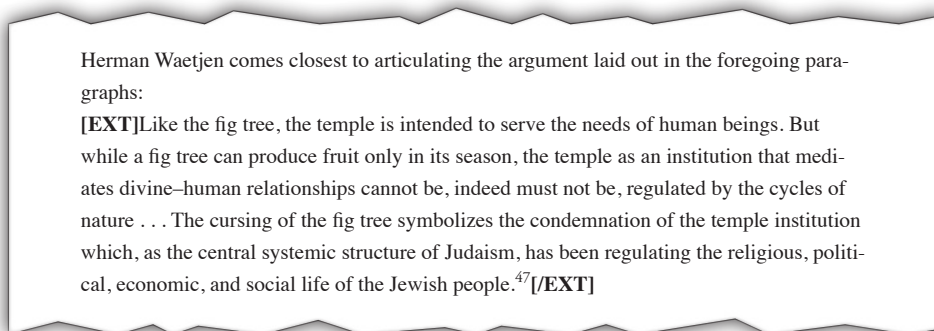 Herman Waetjen comes closest to articulating the argument laid out in the foregoing para-
graphs:
[EXT]Like the fig tree, the temple is intended to serve the needs of human beings. But
while a fig tree can produce fruit only in its season, the temple as an institution that medi-
ates divine–human relationships cannot be, indeed must not be, regulated by the cycles of
nature . . . The cursing of the fig tree symbolizes the condemnation of the temple institution
which, as the central systemic structure of Judaism, has been regulating the religious, politi-
cal, economic, and social life of the Jewish people.47[/EXT]